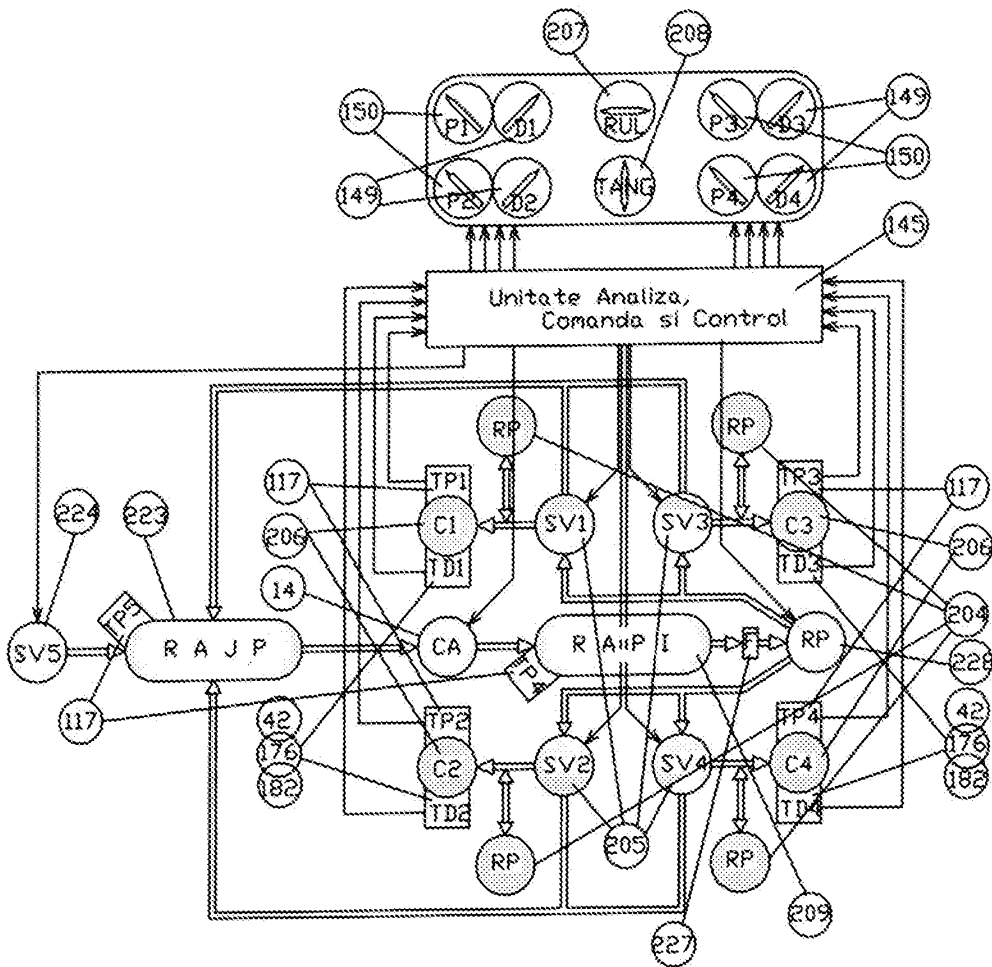 207
208
150
P1
D1
RUL
P3
D3
149
149
P2
D2
TANG
P4
D4
150
145
Unitate Analiza,
Comanda si Control
RP
RP
117
TP1
TP3
117
224
223
206
C1
SV1
SV3
C3
206
TD1
TD3
14
204
TP5
SV5
R A J P
CA
RP
228
117
42
TP2
TP4
42
176
C2
SV2
SV4
C4
176
182
TD2
TD4
182
205
RP
RP
209
227